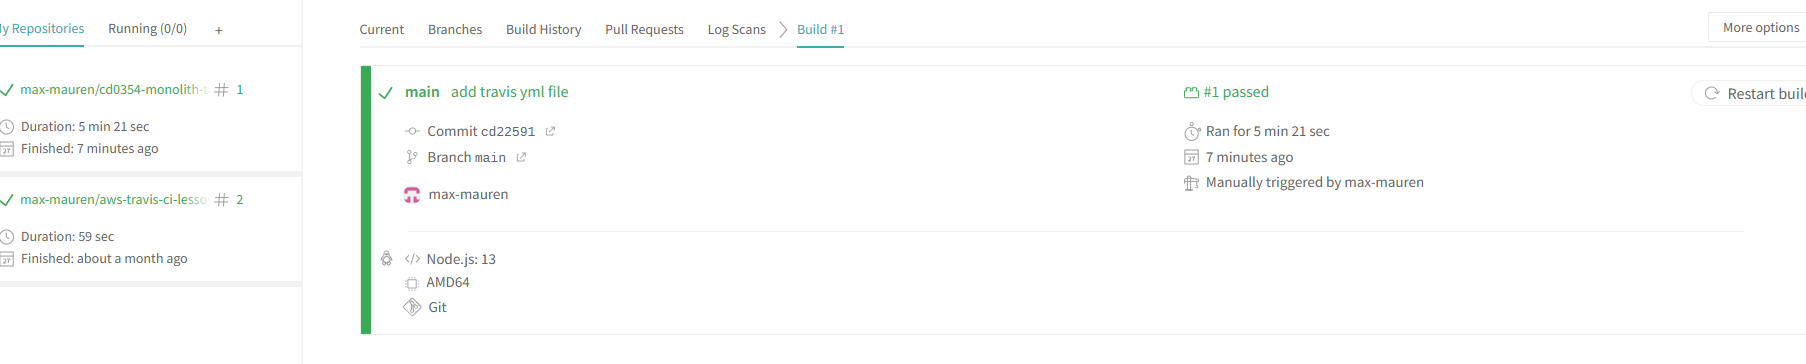 My Repositories Running (0/0) +
max-mauren/cd0354-monolith-t # 1
Duration: 5 min 21 sec
Finished: 7 minutes ago
max-mauren/aws-travis-ci-lesso # 2
Duration: 59 sec
Finished: about a month ago
Current Branches Build History Pull Requests Log Scans Build #1
More options
main add travis yml file
Commit cd22591
Branch main
max-mauren
#1 passed
Ran for 5 min 21 sec
7 minutes ago
Manually triggered by max-mauren
Restart buil
Node.js: 13
AMD64
Git